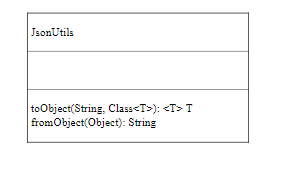 JsonUtils
toObject(String, Class<T>): <T> T
fromObject(Object): String